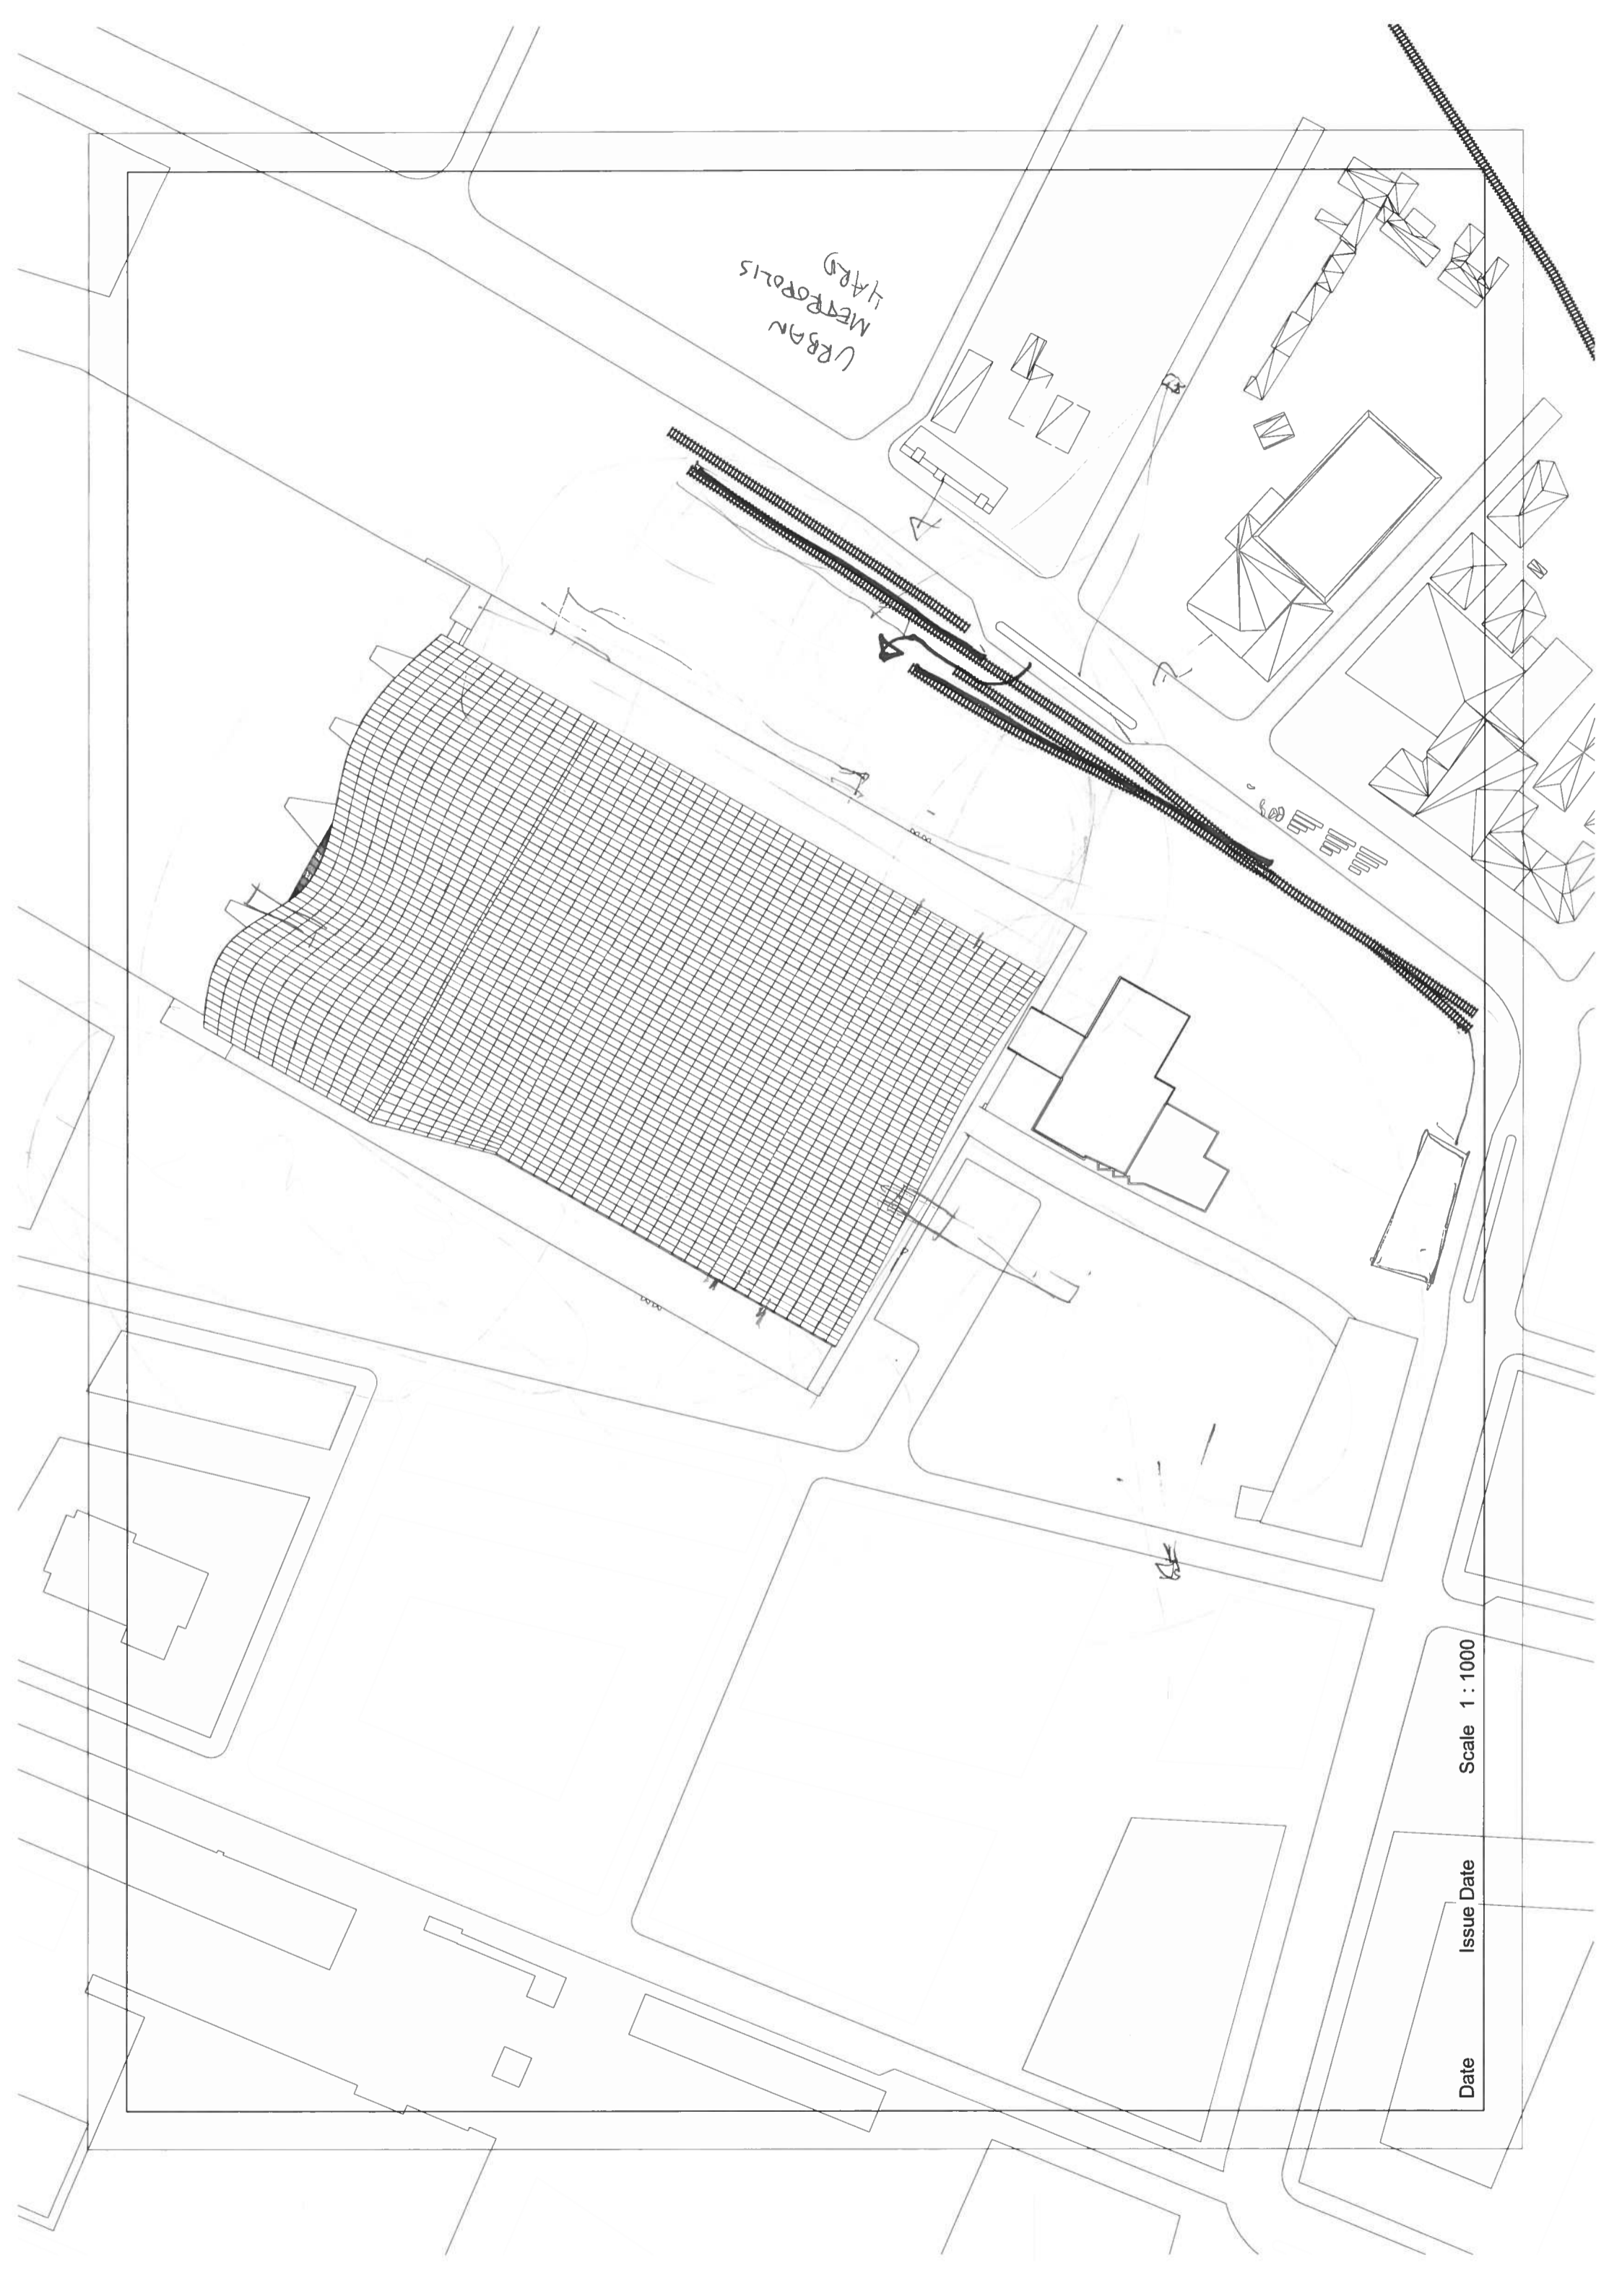 URBAN
METROPOLIS
YARD
Date
Issue Date
Scale 1 : 1000